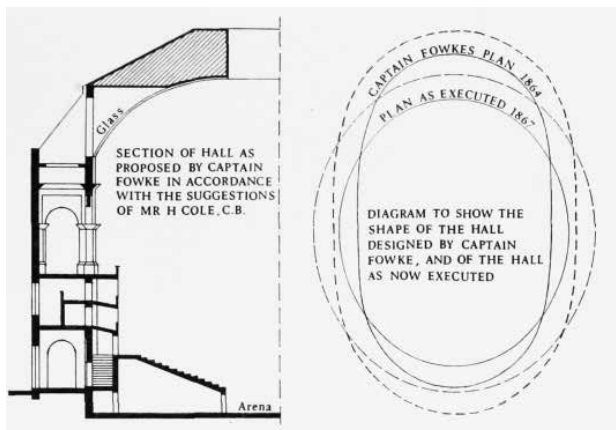 Glass
SECTION OF HALL AS
PROPOSED BY CAPTAIN
FOWKE IN ACCORDANCE
WITH THE SUGGESTIONS
OF MR H COLE, C.B.
Arena
CAPTAIN FOWKES PLAN 1864
PLAN AS EXECUTED 1867
DIAGRAM TO SHOW THE
SHAPE OF THE HALL
DESIGNED BY CAPTAIN
FOWKE, AND OF THE HALL
AS NOW EXECUTED